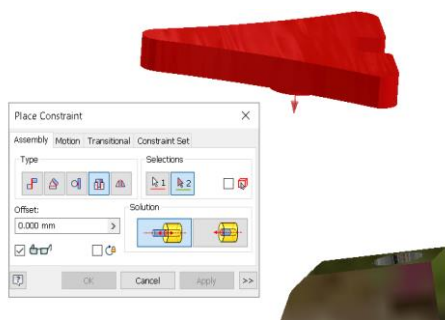 Place Constraint
Assembly Motion Transitional Constraint Set
Type
Selections
1 2
Offset:
Solution
0.000 mm
OK Cancel Apply >>